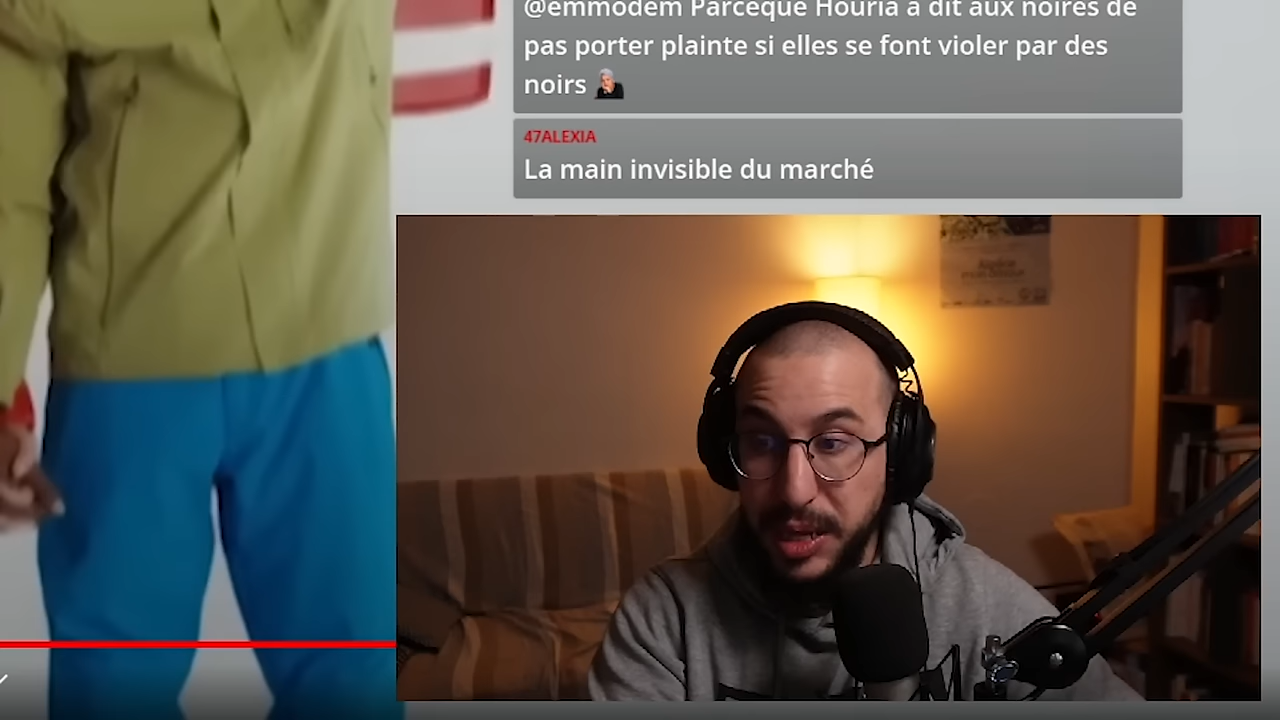 @emmodem Parceque Houria a dit aux noires de
pas porter plainte si elles se font violer par des
noirs
47ALEXIA
La main invisible du marché